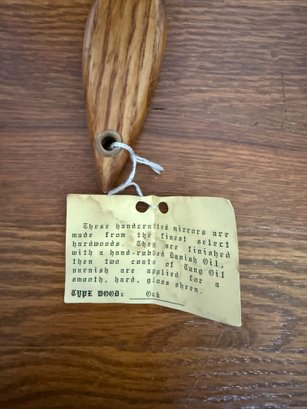 These handcrafted mirrors are
made from the finest select
hardwoods. They are finished
with a hand-rubbed Danish Oil,
then two coats of Tung Oil
varnish are applied for a
smooth, hard, gloss sheen.
TYPE WOOD: Oak